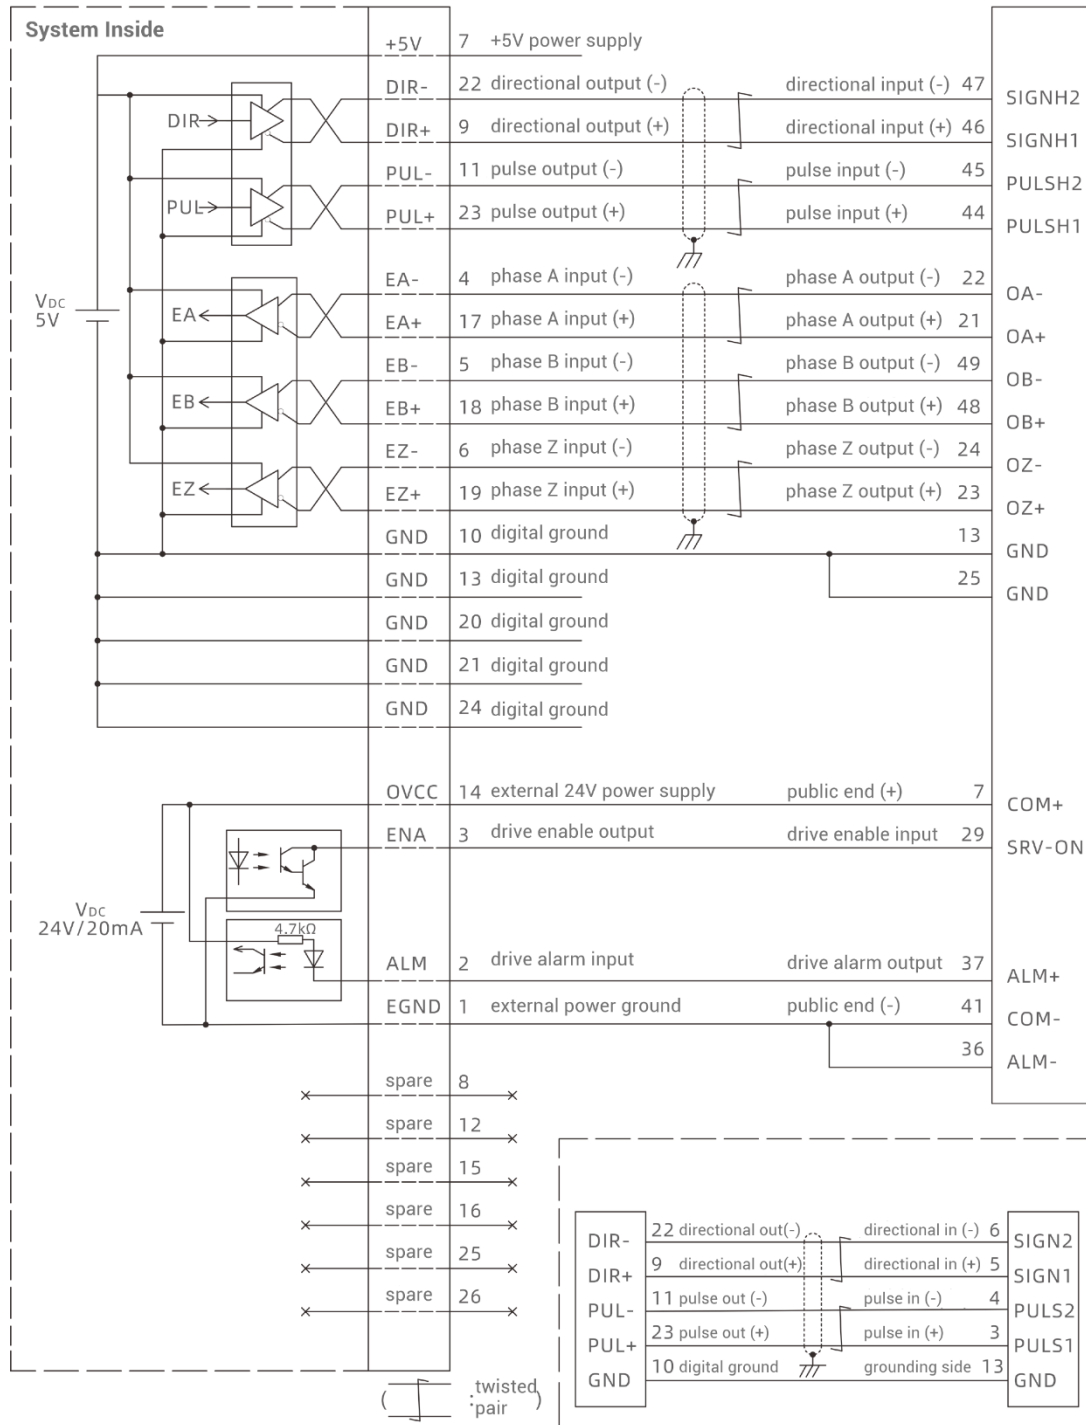 System Inside
+5V 7 +5V power supply
DIR- 22 directional output (-) directional input (-) 47 SIGNH2
DIR
DIR+ 9 directional output (+) directional input (+) 46 SIGNH1
PUL- 11 pulse output (-) pulse input (-) 45 PULSH2
PUL
PUL+ 23 pulse output (+) pulse input (+) 44 PULSH1
EA- 4 phase A input (-) phase A output (-) 22 OA-
VDC
5V
EA
EA+ 17 phase A input (+) phase A output (+) 21 OA+
EB- 5 phase B input (-) phase B output (-) 49 OB-
EB
EB+ 18 phase B input (+) phase B output (+) 48 OB+
EZ- 6 phase Z input (-) phase Z output (-) 24 OZ-
EZ
EZ+ 19 phase Z input (+) phase Z output (+) 23 OZ+
GND 10 digital ground 13 GND
GND 13 digital ground 25 GND
GND 20 digital ground
GND 21 digital ground
GND 24 digital ground
OVCC 14 external 24V power supply public end (+) 7 COM+
ENA 3 drive enable output drive enable input 29 SRV-ON
VDC
24V/20mA
4.7kΩ
ALM 2 drive alarm input drive alarm output 37 ALM+
EGND 1 external power ground public end (-) 41 COM-
36 ALM-
spare 8
spare 12
spare 15
spare 16
spare 25
spare 26
DIR- 22 directional out(-) directional in (-) 6 SIGN2
DIR+ 9 directional out(+) directional in (+) 5 SIGN1
PUL- 11 pulse out (-) pulse in (-) 4 PULS2
PUL+ 23 pulse out (+) pulse in (+) 3 PULS1
GND 10 digital ground grounding side 13 GND
( : twisted
pair )